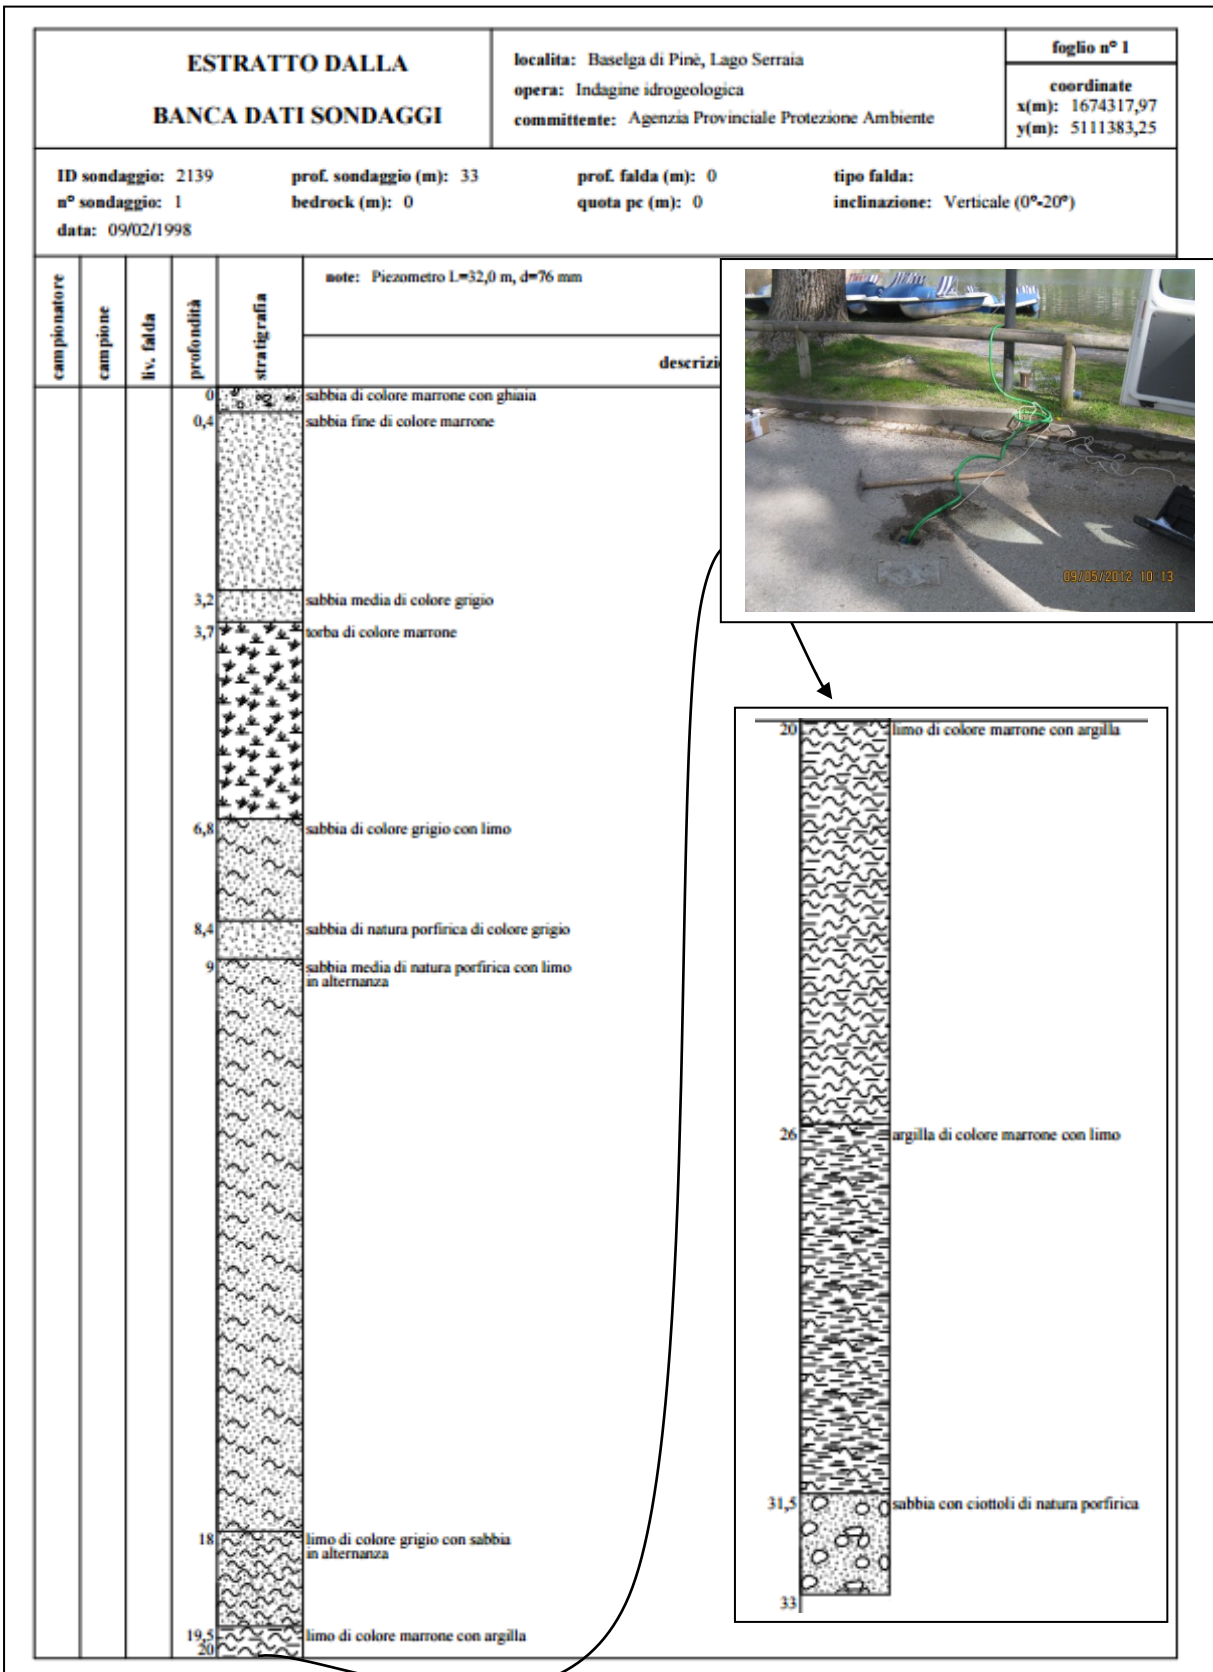 ESTRATTO DALLA
BANCA DATI SONDAGGI
localita: Baselga di Pinè, Lago Serraia
opera: Indagine idrogeologica
committente: Agenzia Provinciale Protezione Ambiente
foglio n° 1
coordinate
x(m): 1674317,97
y(m): 5111383,25
ID sondaggio: 2139 prof. sondaggio (m): 33 prof. falda (m): 0 tipo falda:
n° sondaggio: 1 bedrock (m): 0 quota pc (m): 0 inclinazione: Verticale (0°-20°)
data: 09/02/1998
campionatore
campione
liv. falda
profondità
stratigrafia
note: Piezometro L=32,0 m, d=76 mm
descrizi
0 sabbia di colore marrone con ghiaia
0,4 sabbia fine di colore marrone
3,2 sabbia media di colore grigio
3,7 torba di colore marrone
6,8 sabbia di colore grigio con limo
8,4 sabbia di natura porfirica di colore grigio
9 sabbia media di natura porfirica con limo
in alternanza
18 limo di colore grigio con sabbia
in alternanza
19,5 limo di colore marrone con argilla
20
09/05/2012 10:13
20 limo di colore marrone con argilla
26 argilla di colore marrone con limo
31,5 sabbia con ciottoli di natura porfirica
33